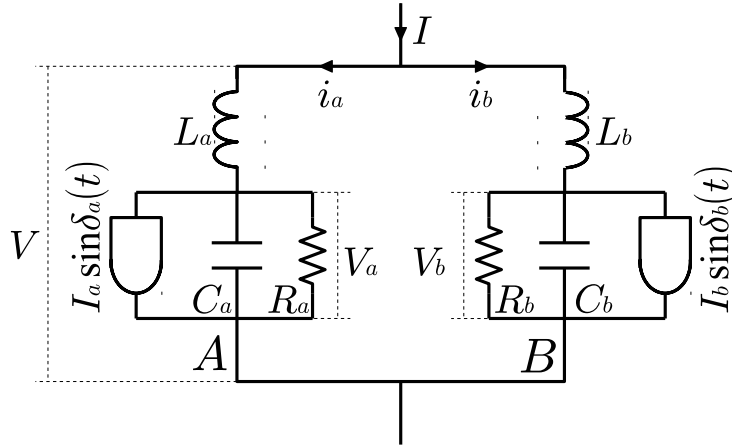 I
i_a
i_b
L_a
L_b
V
I_a sinδ_a(t)
V_a
V_b
I_b sinδ_b(t)
C_a
R_a
R_b
C_b
A
B